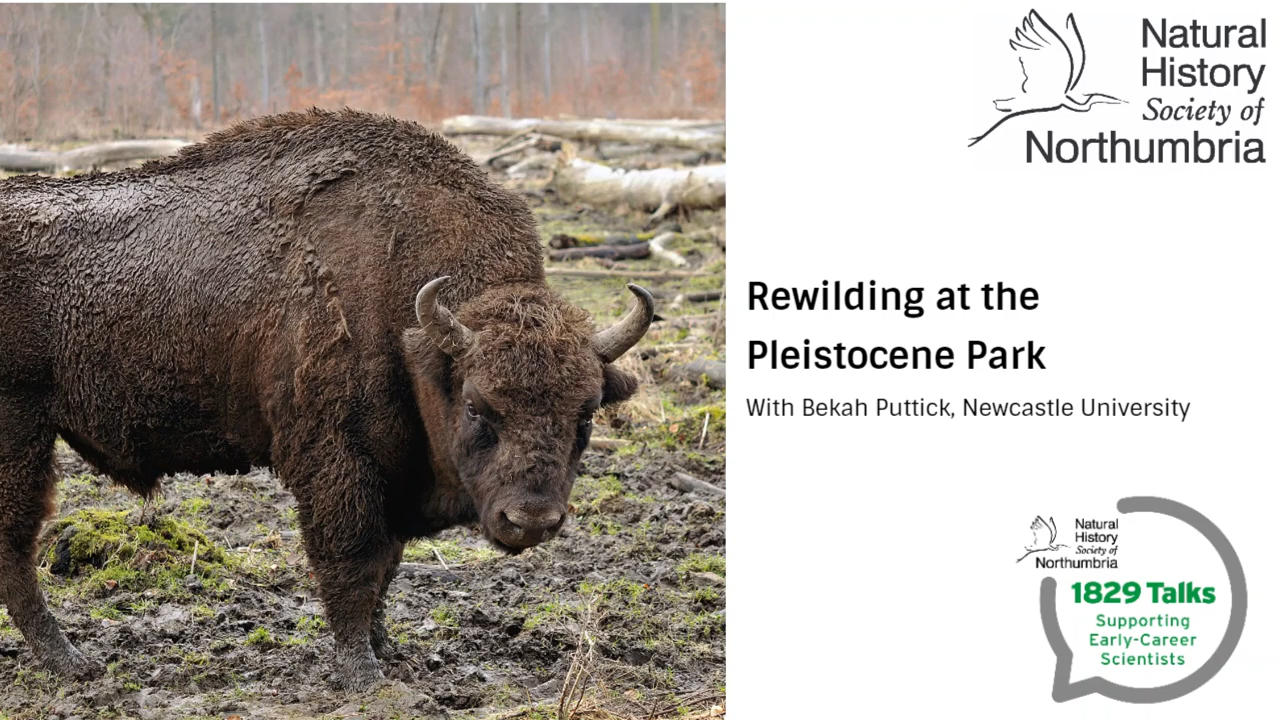 Natural
History
Society of
Northumbria
Rewilding at the
Pleistocene Park
With Bekah Puttick, Newcastle University
Natural
History
Society of
Northumbria
1829 Talks
Supporting
Early-Career
Scientists